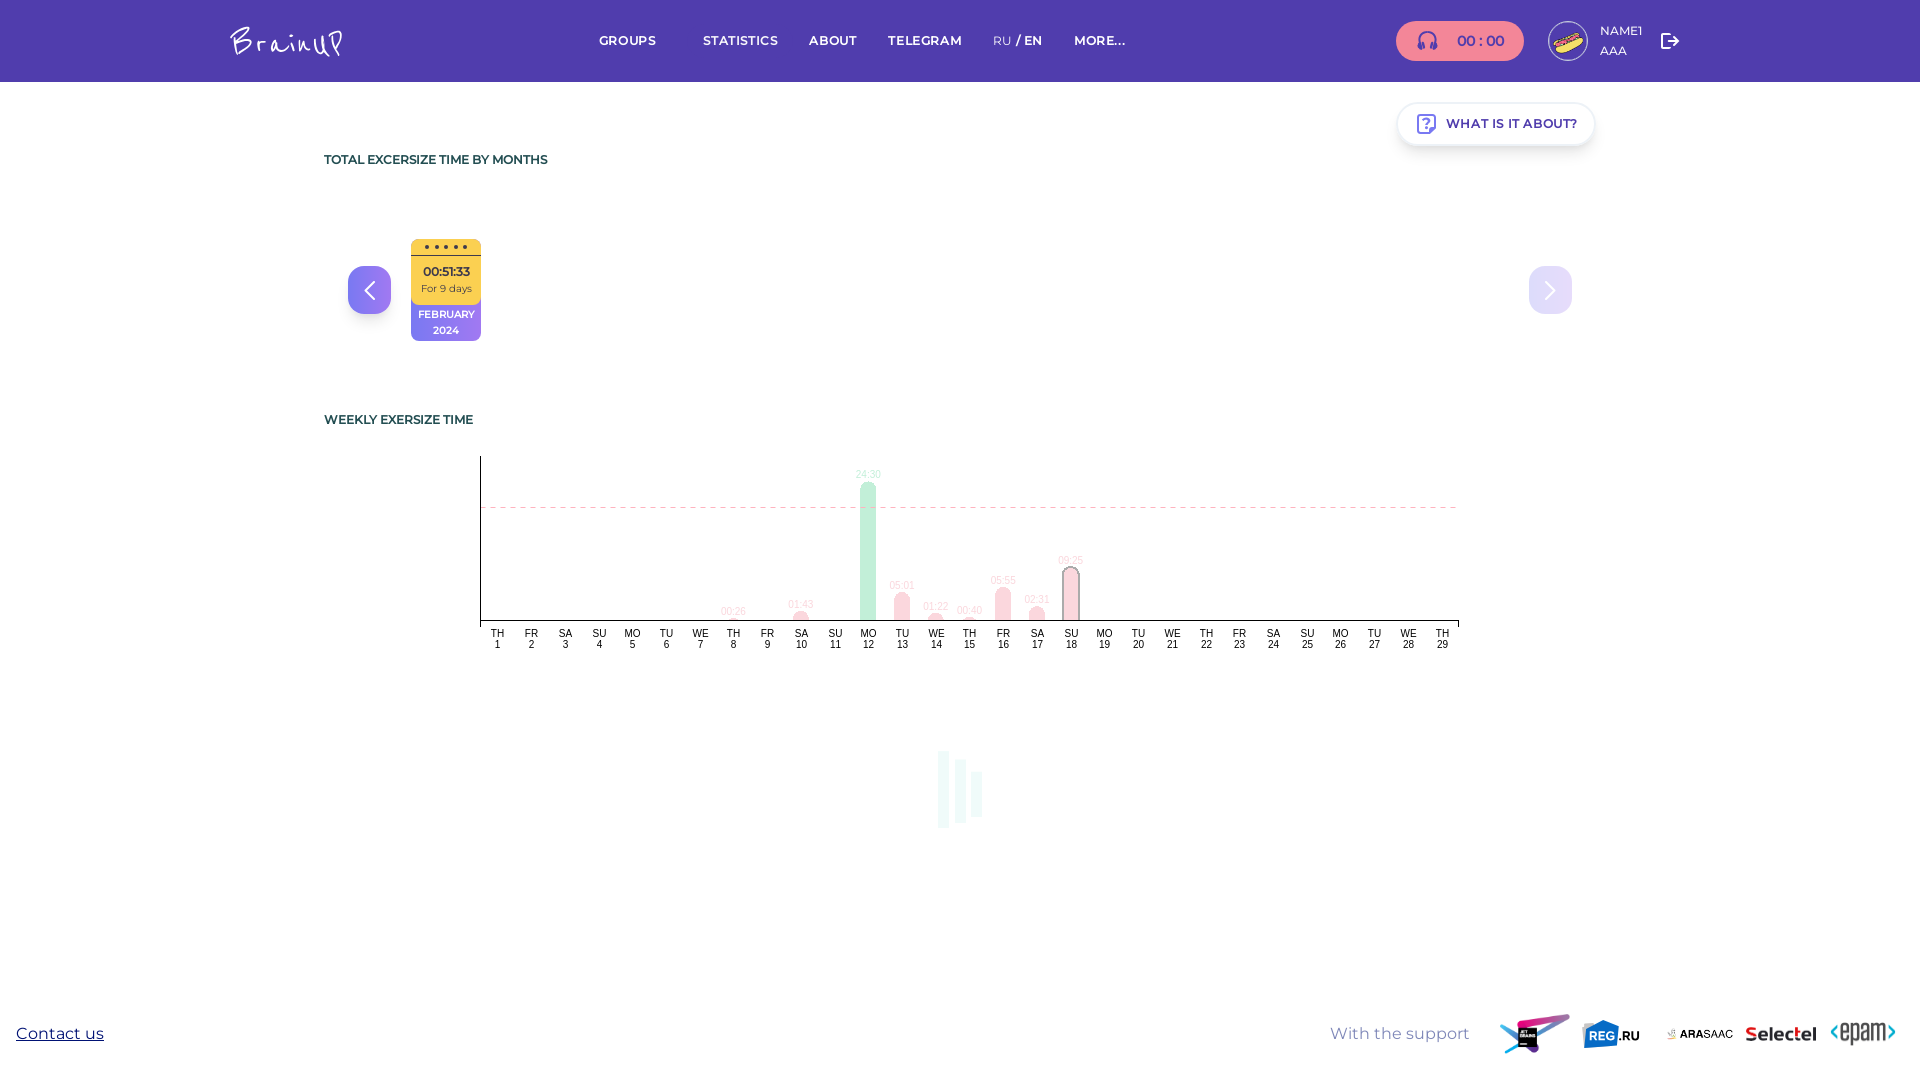 BrainUP
GROUPS
STATISTICS
ABOUT
TELEGRAM
RU / EN
MORE...
00 : 00
NAME1
AAA
WHAT IS IT ABOUT?
TOTAL EXCERSIZE TIME BY MONTHS
00:51:33
For 9 days
FEBRUARY
2024
WEEKLY EXERSIZE TIME
24:30
09:25
05:55
05:01
02:31
01:43
01:22
00:40
00:26
TH FR SA SU MO TU WE TH FR SA SU MO TU WE TH FR SA SU MO TU WE TH FR SA SU MO TU WE TH
1 2 3 4 5 6 7 8 9 10 11 12 13 14 15 16 17 18 19 20 21 22 23 24 25 26 27 28 29
Contact us
With the support
JET
BRAINS
REG.RU
ARASAAC
Selectel
<epam>